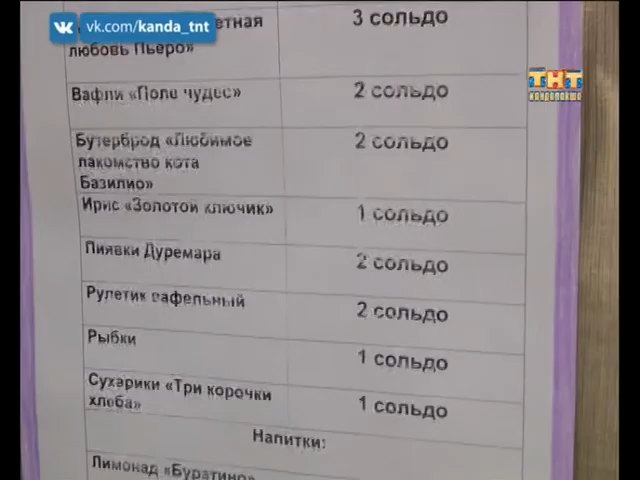 vk.com/kanda_tnt
етная
3 сольдо
любовь Пьеро»
ТНТ
Вафли «Поле чудес»
2 сольдо
Бутерброд «Любимое
2 сольдо
лакомство кота
Базилио»
Ирис «Золотой ключик»
1 сольдо
Пиявки Дуремара
2 сольдо
Рулетик вафельный
2 сольдо
Рыбки
1 сольдо
Сухарики «Три корочки
1 сольдо
хлеба»
Напитки:
Лимонад «Буратино»